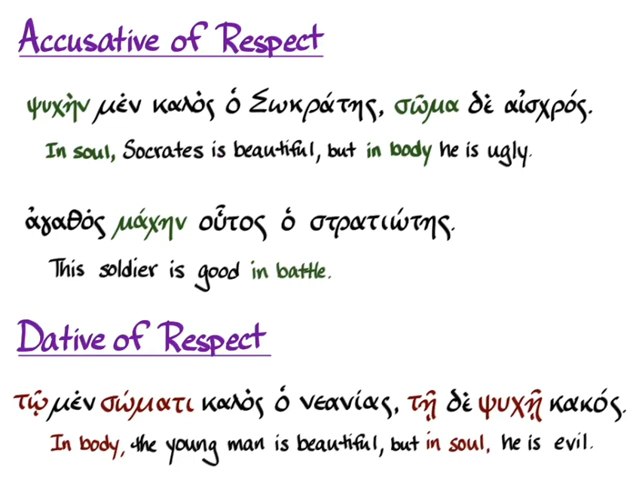 Accusative of Respect
ψυχὴν μέν καλὸς ὁ Σωκράτης, σῶμα δὲ αἰσχρός.
In soul, Socrates is beautiful, but in body he is ugly.
ἀγαθὸς μάχην οὗτος ὁ στρατιώτης.
This soldier is good in battle.
Dative of Respect
τῷ μὲν σώματι καλὸς ὁ νεανίας, τῇ δὲ ψυχῇ κακός.
In body, the young man is beautiful, but in soul, he is evil.